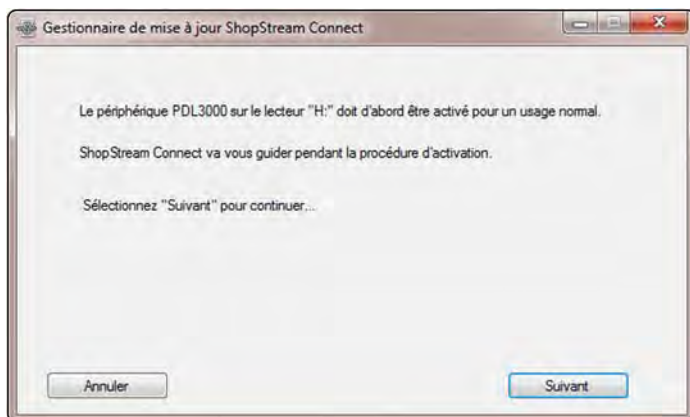 Gestionnaire de mise à jour ShopStream Connect
Le périphérique PDL3000 sur le lecteur "H:" doit d'abord être activé pour un usage normal.
ShopStream Connect va vous guider pendant la procédure d'activation.
Sélectionnez "Suivant" pour continuer...
Annuler
Suivant